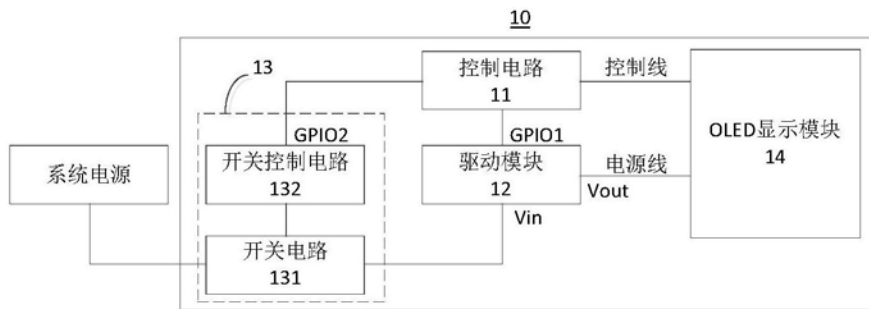 10
13
控制电路
11
控制线
GPIO2
GPIO1
OLED显示模块
14
系统电源
开关控制电路
132
驱动模块
12
电源线
Vout
Vin
开关电路
131